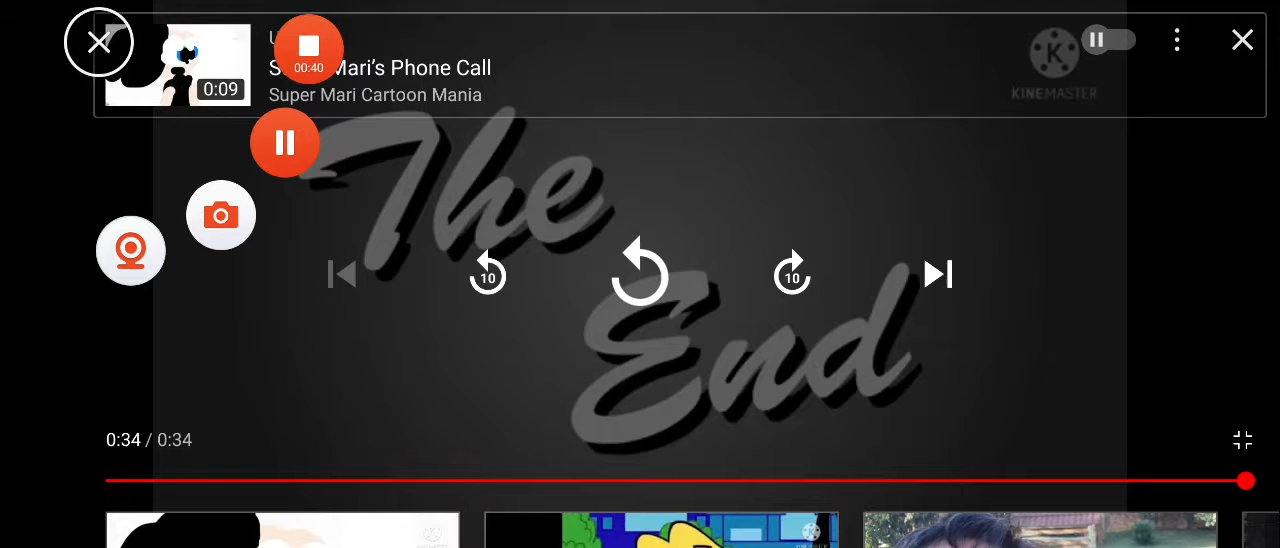 0:09
00:40
Mari's Phone Call
Super Mari Cartoon Mania
K
KINEMASTER
The
End
10
10
0:34 / 0:34